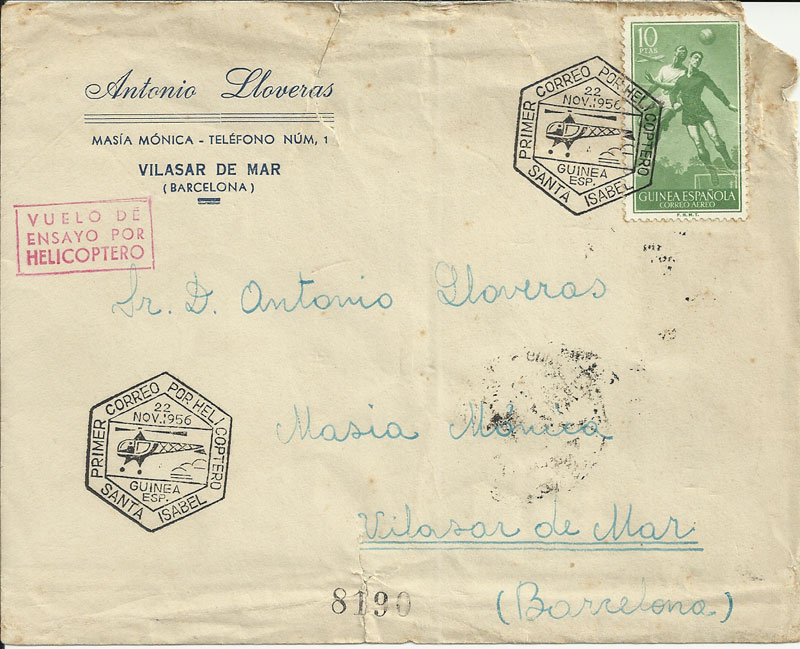 Antonio Lloveras
MASÍA MÓNICA - TELÉFONO NÚM, 1
VILASAR DE MAR
(BARCELONA)
10
PTAS
GUINEA ESPAÑOLA
CORREO AEREO
F.N.M.T.
PRIMER CORREO POR HELICOPTERO
22
NOV.1956
GUINEA
ESP.
SANTA ISABEL
VUELO DE
ENSAYO POR
HELICOPTERO
Sr. D. Antonio Lloveras
Masia Mónica
Vilasar de Mar
(Barcelona)
PRIMER CORREO POR HELICOPTERO
22
NOV.1956
GUINEA
ESP.
SANTA ISABEL
8190